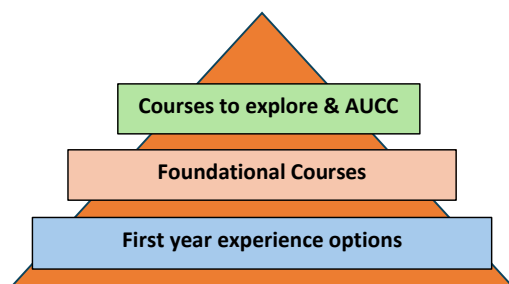 Courses to explore & AUCC
Foundational Courses
First year experience options